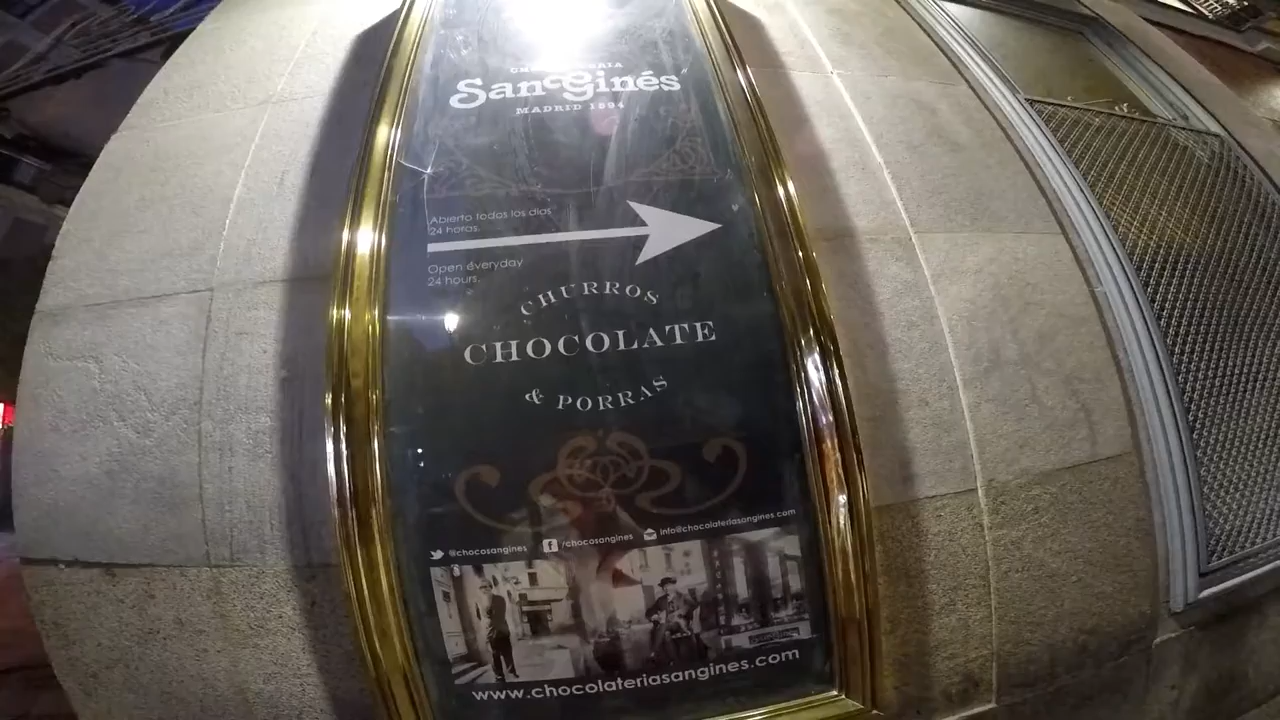 San Ginés
MADRID 1894
Abierto todos los días
24 horas.
Open everyday
24 hours.
CHURROS
CHOCOLATE
& PORRAS
@chocosangines /chocosangines info@chocolateriasangines.com
www.chocolateriasangines.com